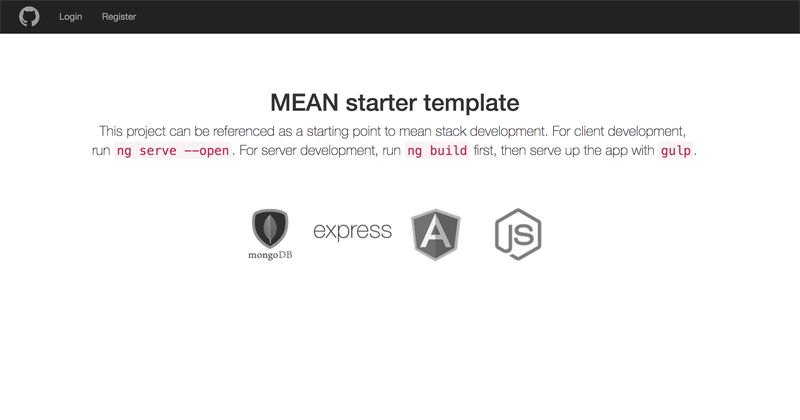 Login Register
MEAN starter template
This project can be referenced as a starting point to mean stack development. For client development,
run ng serve --open. For server development, run ng build first, then serve up the app with gulp.
mongoDB express A JS